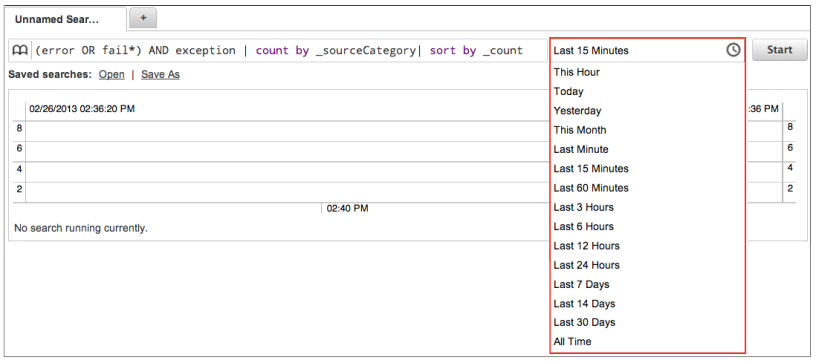 Unnamed Sear...
+
(error OR fail*) AND exception | count by _sourceCategory| sort by _count
Last 15 Minutes
Start
Saved searches: Open | Save As
This Hour
Today
Yesterday
This Month
Last Minute
Last 15 Minutes
Last 60 Minutes
Last 3 Hours
Last 6 Hours
Last 12 Hours
Last 24 Hours
Last 7 Days
Last 14 Days
Last 30 Days
All Time
02/26/2013 02:36:20 PM
:36 PM
8
6
4
2
8
6
4
2
02:40 PM
No search running currently.